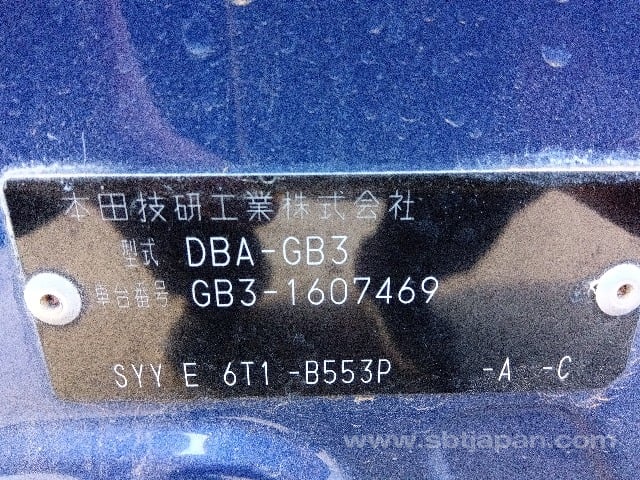 本田技研工業株式会社
型式 DBA-GB3
車台番号 GB3-1607469
SYY E 6T1 -B553P -A -C
www.sbtjapan.com